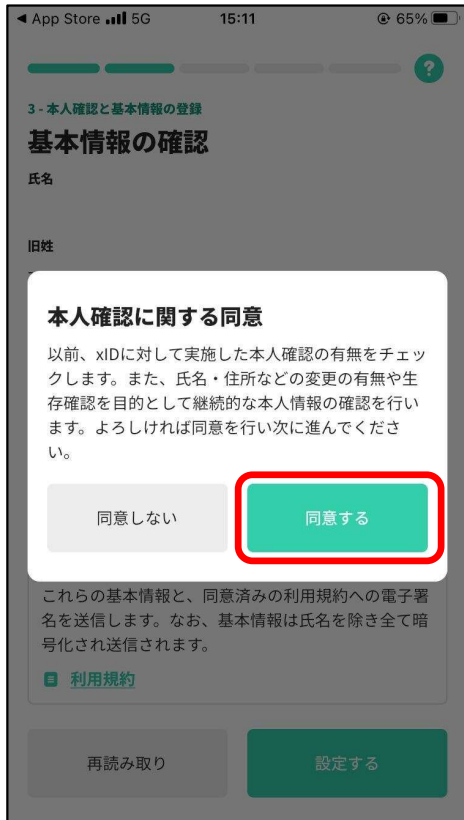 ◀ App Store 5G 15:11 65%
?
3 - 本人確認と基本情報の登録
基本情報の確認
氏名
旧姓
本人確認に関する同意
以前、xIDに対して実施した本人確認の有無をチェッ
クします。また、氏名・住所などの変更の有無や生
存確認を目的として継続的な本人情報の確認を行い
ます。よろしければ同意を行い次に進んでくださ
い。
同意しない 同意する
これらの基本情報と、同意済みの利用規約への電子署
名を送信します。なお、基本情報は氏名を除き全て暗
号化され送信されます。
利用規約
再読み取り 設定する